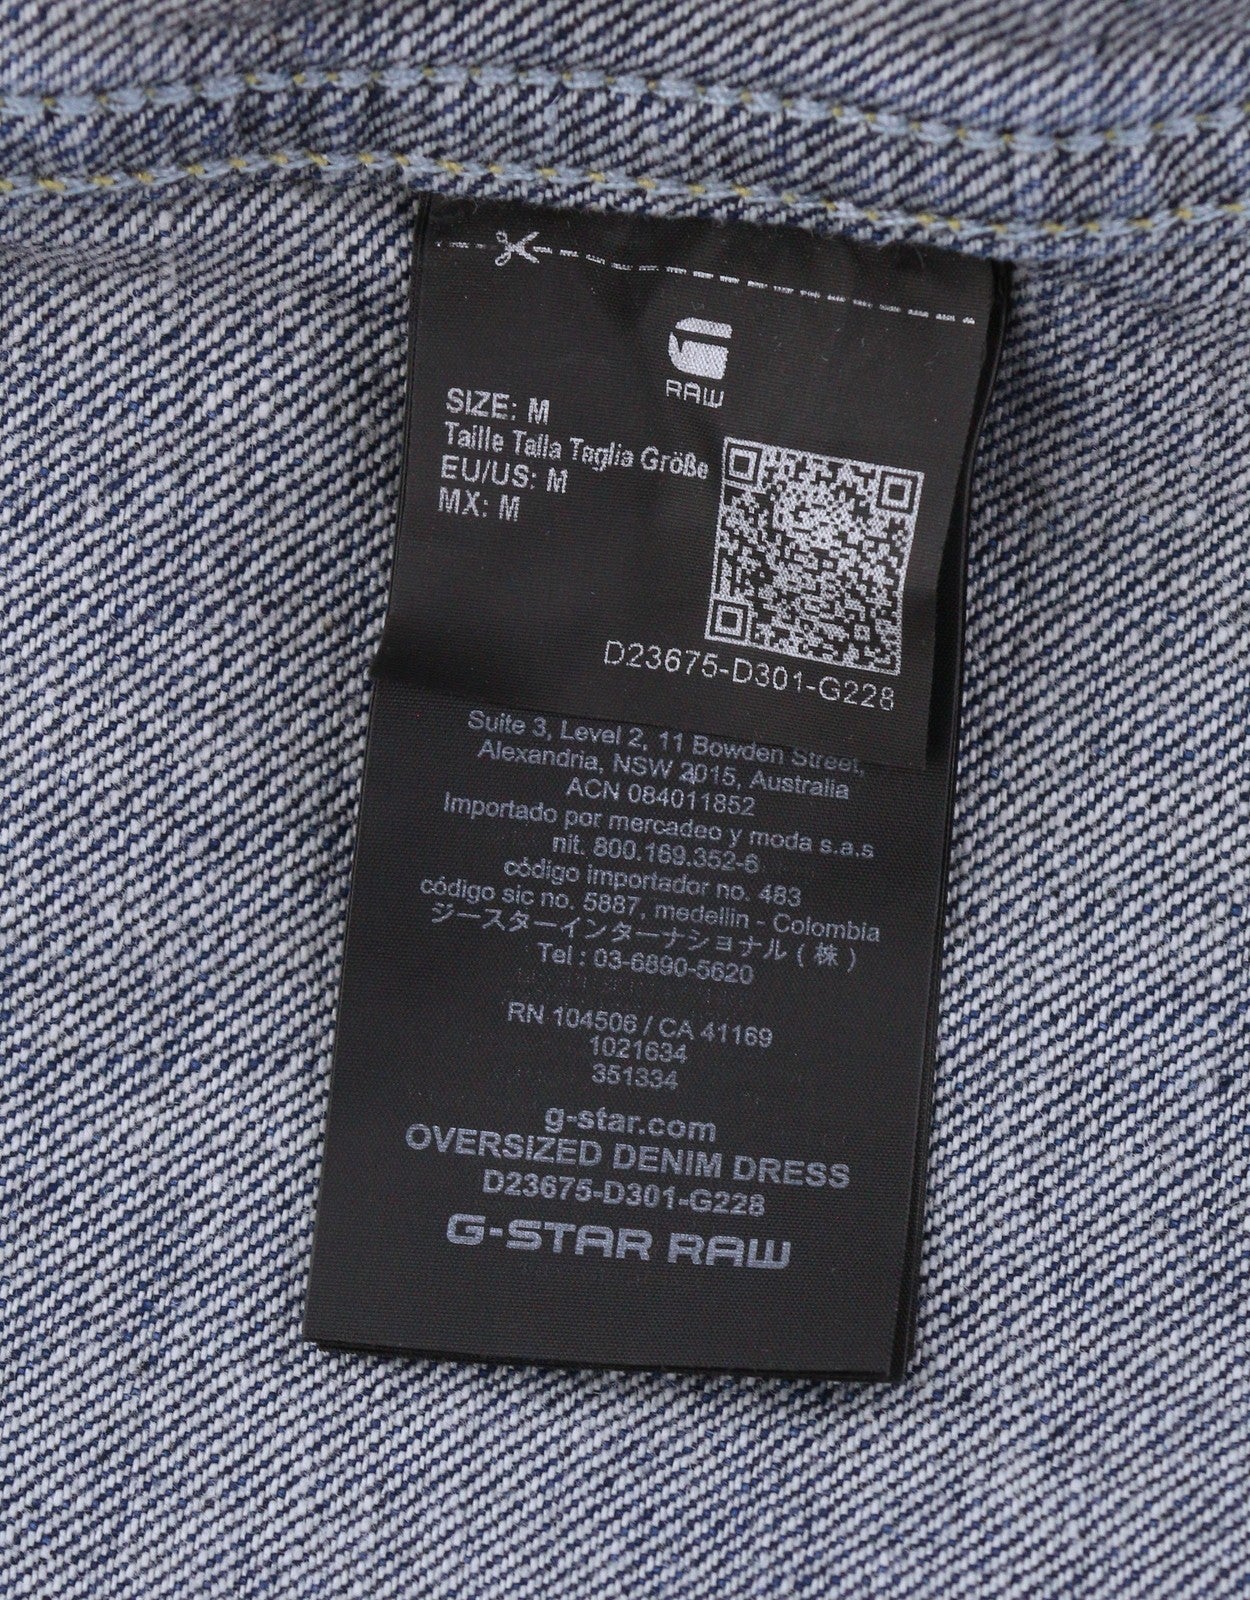 RAW
SIZE: M
Taille Talla Taglia Größe
EU/US: M
MX: M
D23675-D301-G228
Suite 3, Level 2, 11 Bowden Street,
Alexandria, NSW 2015, Australia
ACN 084011852
Importado por mercadeo y moda s.a.s
nit. 800.169.352-6
código importador no. 483
código sic no. 5887, medellin - Colombia
ジースターインターナショナル ( 株 )
Tel : 03-6890-5620
RN 104506 / CA 41169
1021634
351334
g-star.com
OVERSIZED DENIM DRESS
D23675-D301-G228
G-STAR RAW